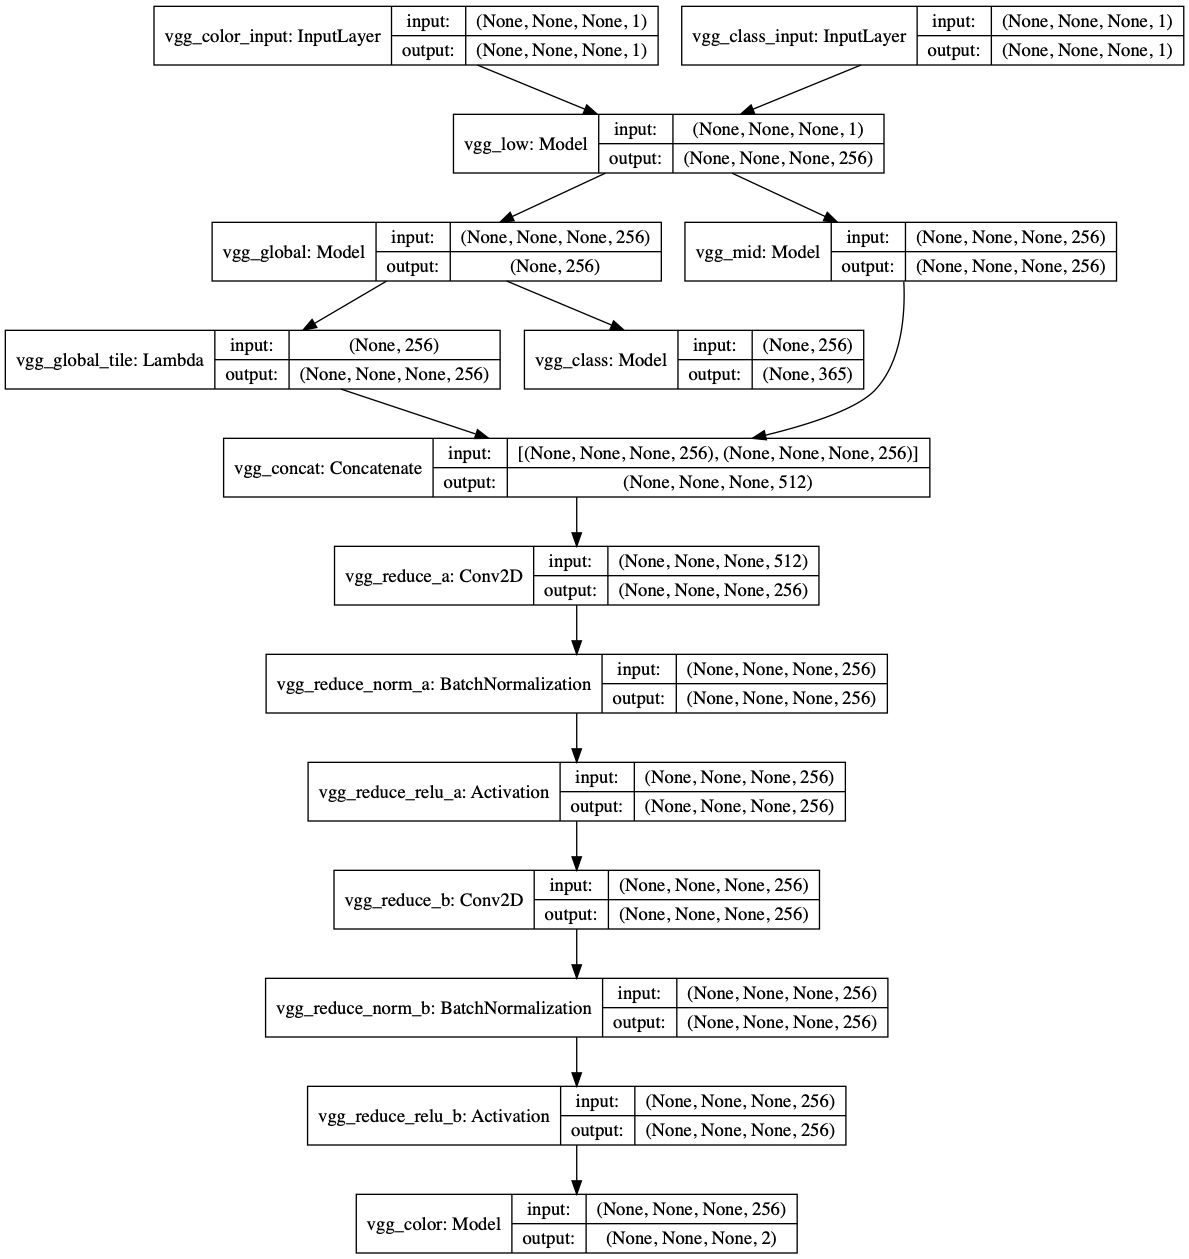 vgg_color_input: InputLayer
input: (None, None, None, 1)
output: (None, None, None, 1)
vgg_class_input: InputLayer
input: (None, None, None, 1)
output: (None, None, None, 1)
vgg_low: Model
input: (None, None, None, 1)
output: (None, None, None, 256)
vgg_global: Model
input: (None, None, None, 256)
output: (None, 256)
vgg_mid: Model
input: (None, None, None, 256)
output: (None, None, None, 256)
vgg_global_tile: Lambda
input: (None, 256)
output: (None, None, None, 256)
vgg_class: Model
input: (None, 256)
output: (None, 365)
vgg_concat: Concatenate
input: [(None, None, None, 256), (None, None, None, 256)]
output: (None, None, None, 512)
vgg_reduce_a: Conv2D
input: (None, None, None, 512)
output: (None, None, None, 256)
vgg_reduce_norm_a: BatchNormalization
input: (None, None, None, 256)
output: (None, None, None, 256)
vgg_reduce_relu_a: Activation
input: (None, None, None, 256)
output: (None, None, None, 256)
vgg_reduce_b: Conv2D
input: (None, None, None, 256)
output: (None, None, None, 256)
vgg_reduce_norm_b: BatchNormalization
input: (None, None, None, 256)
output: (None, None, None, 256)
vgg_reduce_relu_b: Activation
input: (None, None, None, 256)
output: (None, None, None, 256)
vgg_color: Model
input: (None, None, None, 256)
output: (None, None, None, 2)